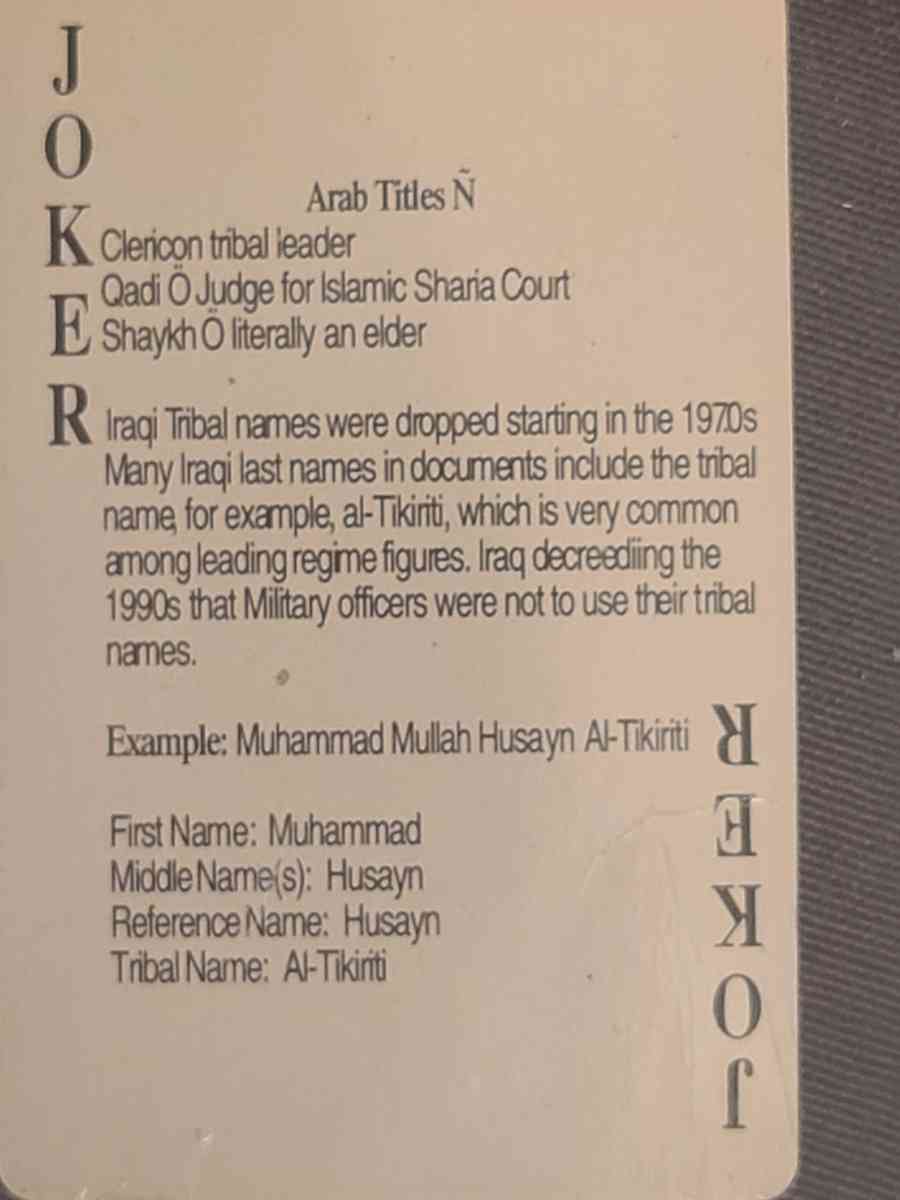 JOKER
Arab Titles Ñ
Clericon tribal leader
Qadi Ö Judge for Islamic Sharia Court
Shaykh Ö literally an elder
Iraqi Tribal names were dropped starting in the 1970s
Many Iraqi last names in documents include the tribal
name, for example, al-Tikiriti, which is very common
among leading regime figures. Iraq decreediing the
1990s that Military officers were not to use their tribal
names.
Example: Muhammad Mullah Husayn Al-Tikiriti
First Name: Muhammad
Middle Name(s): Husayn
Reference Name: Husayn
Tribal Name: Al-Tikiriti
JOKER